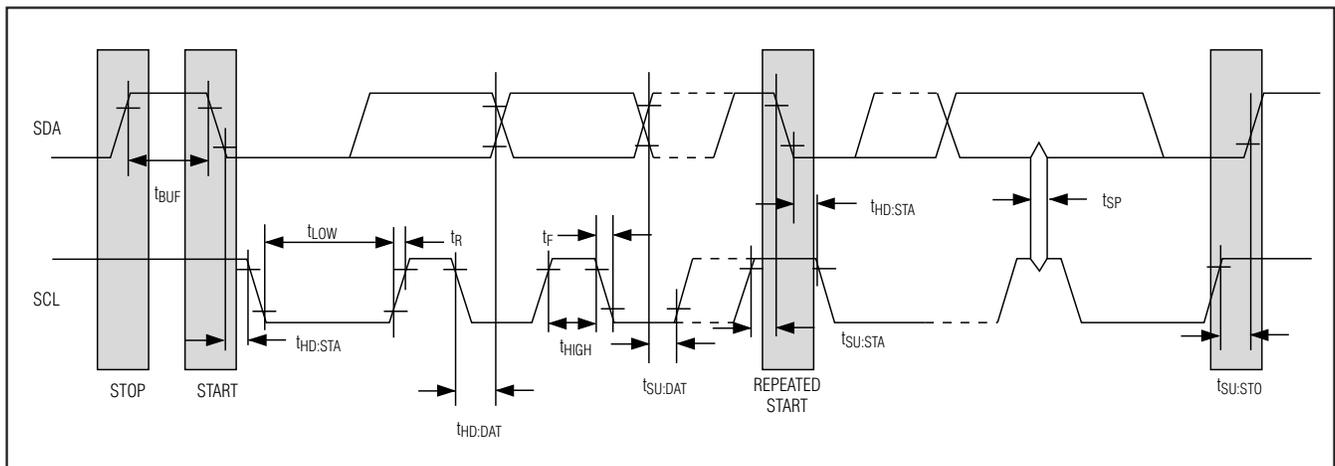 SDA
tBUF
tHD:STA
tSP
tLOW
tR
tF
SCL
tHD:STA
tHIGH
tSU:DAT
tSU:STA
tSU:STO
STOP
START
REPEATED
START
tHD:DAT